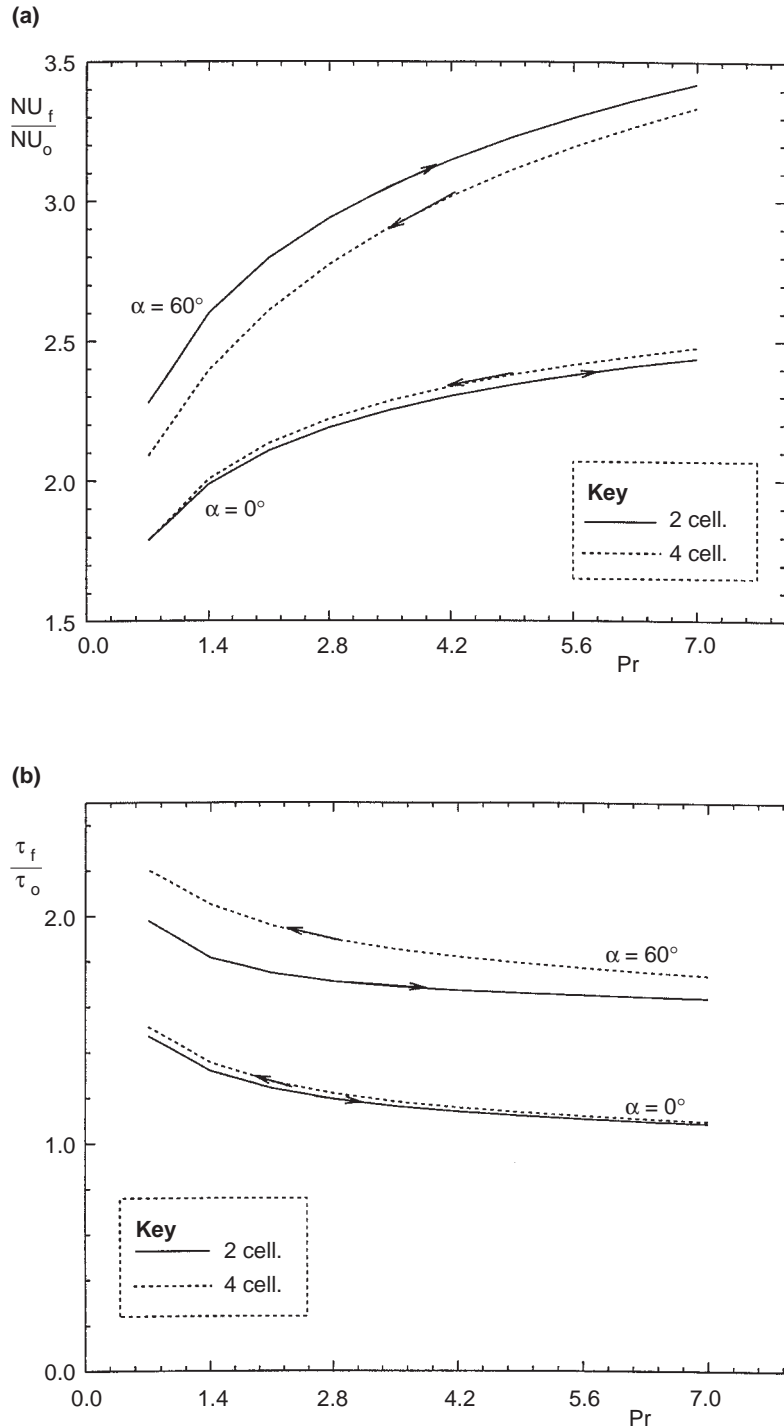 (a)
3.5
NU f
NU o
3.0
α = 60°
2.5
2.0
α = 0°
Key
2 cell.
4 cell.
1.5
0.0 1.4 2.8 4.2 5.6 7.0
Pr
(b)
τ f
τ o
2.0
α = 60°
α = 0°
1.0
Key
2 cell.
4 cell.
0.0
0.0 1.4 2.8 4.2 5.6 7.0
Pr